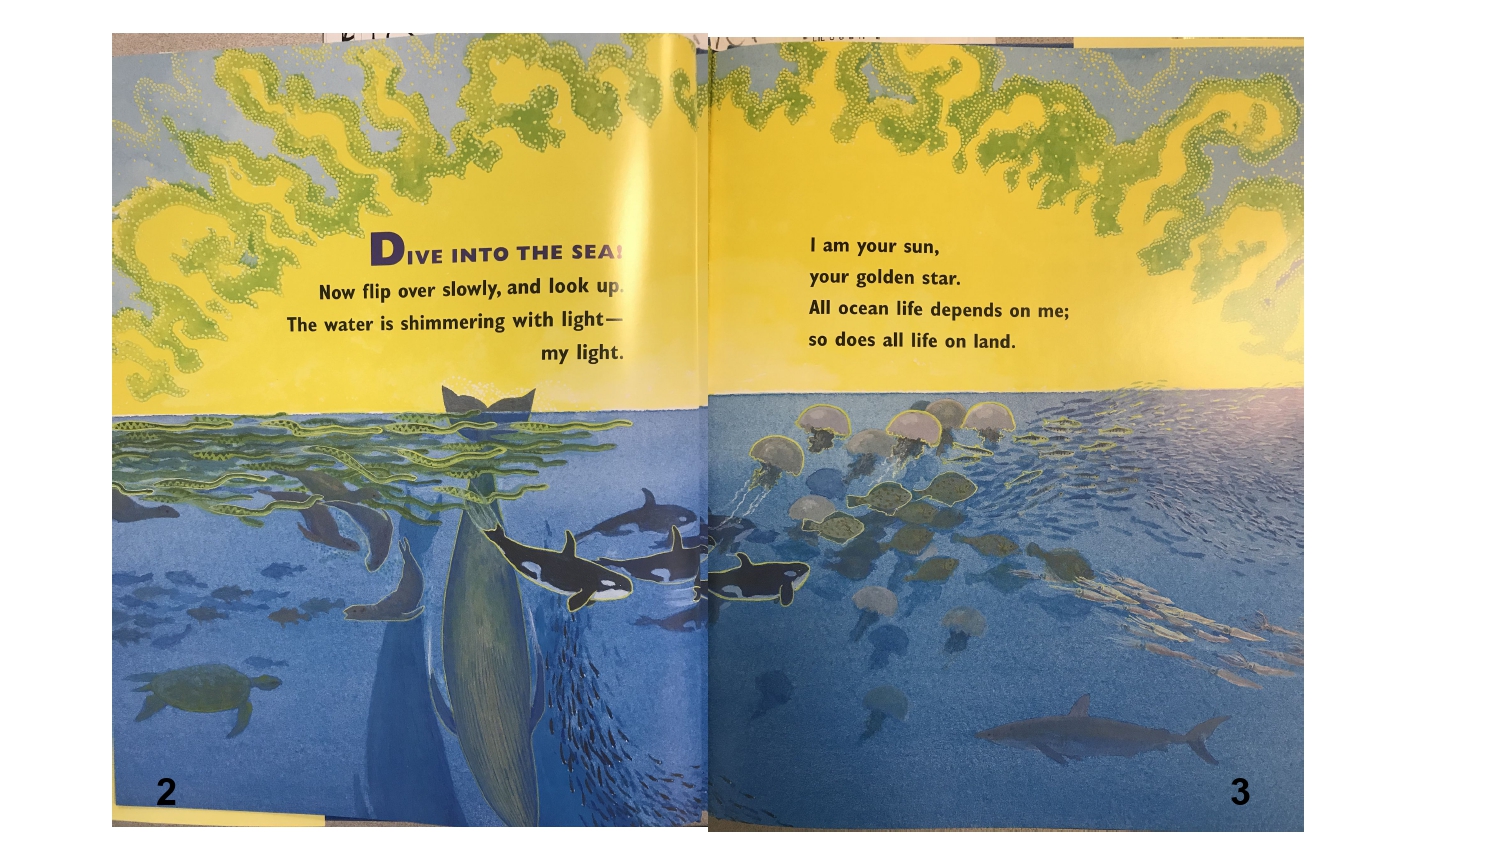 DIVE INTO THE SEA!
Now flip over slowly, and look up.
The water is shimmering with light—
my light.
2
I am your sun,
your golden star.
All ocean life depends on me;
so does all life on land.
3